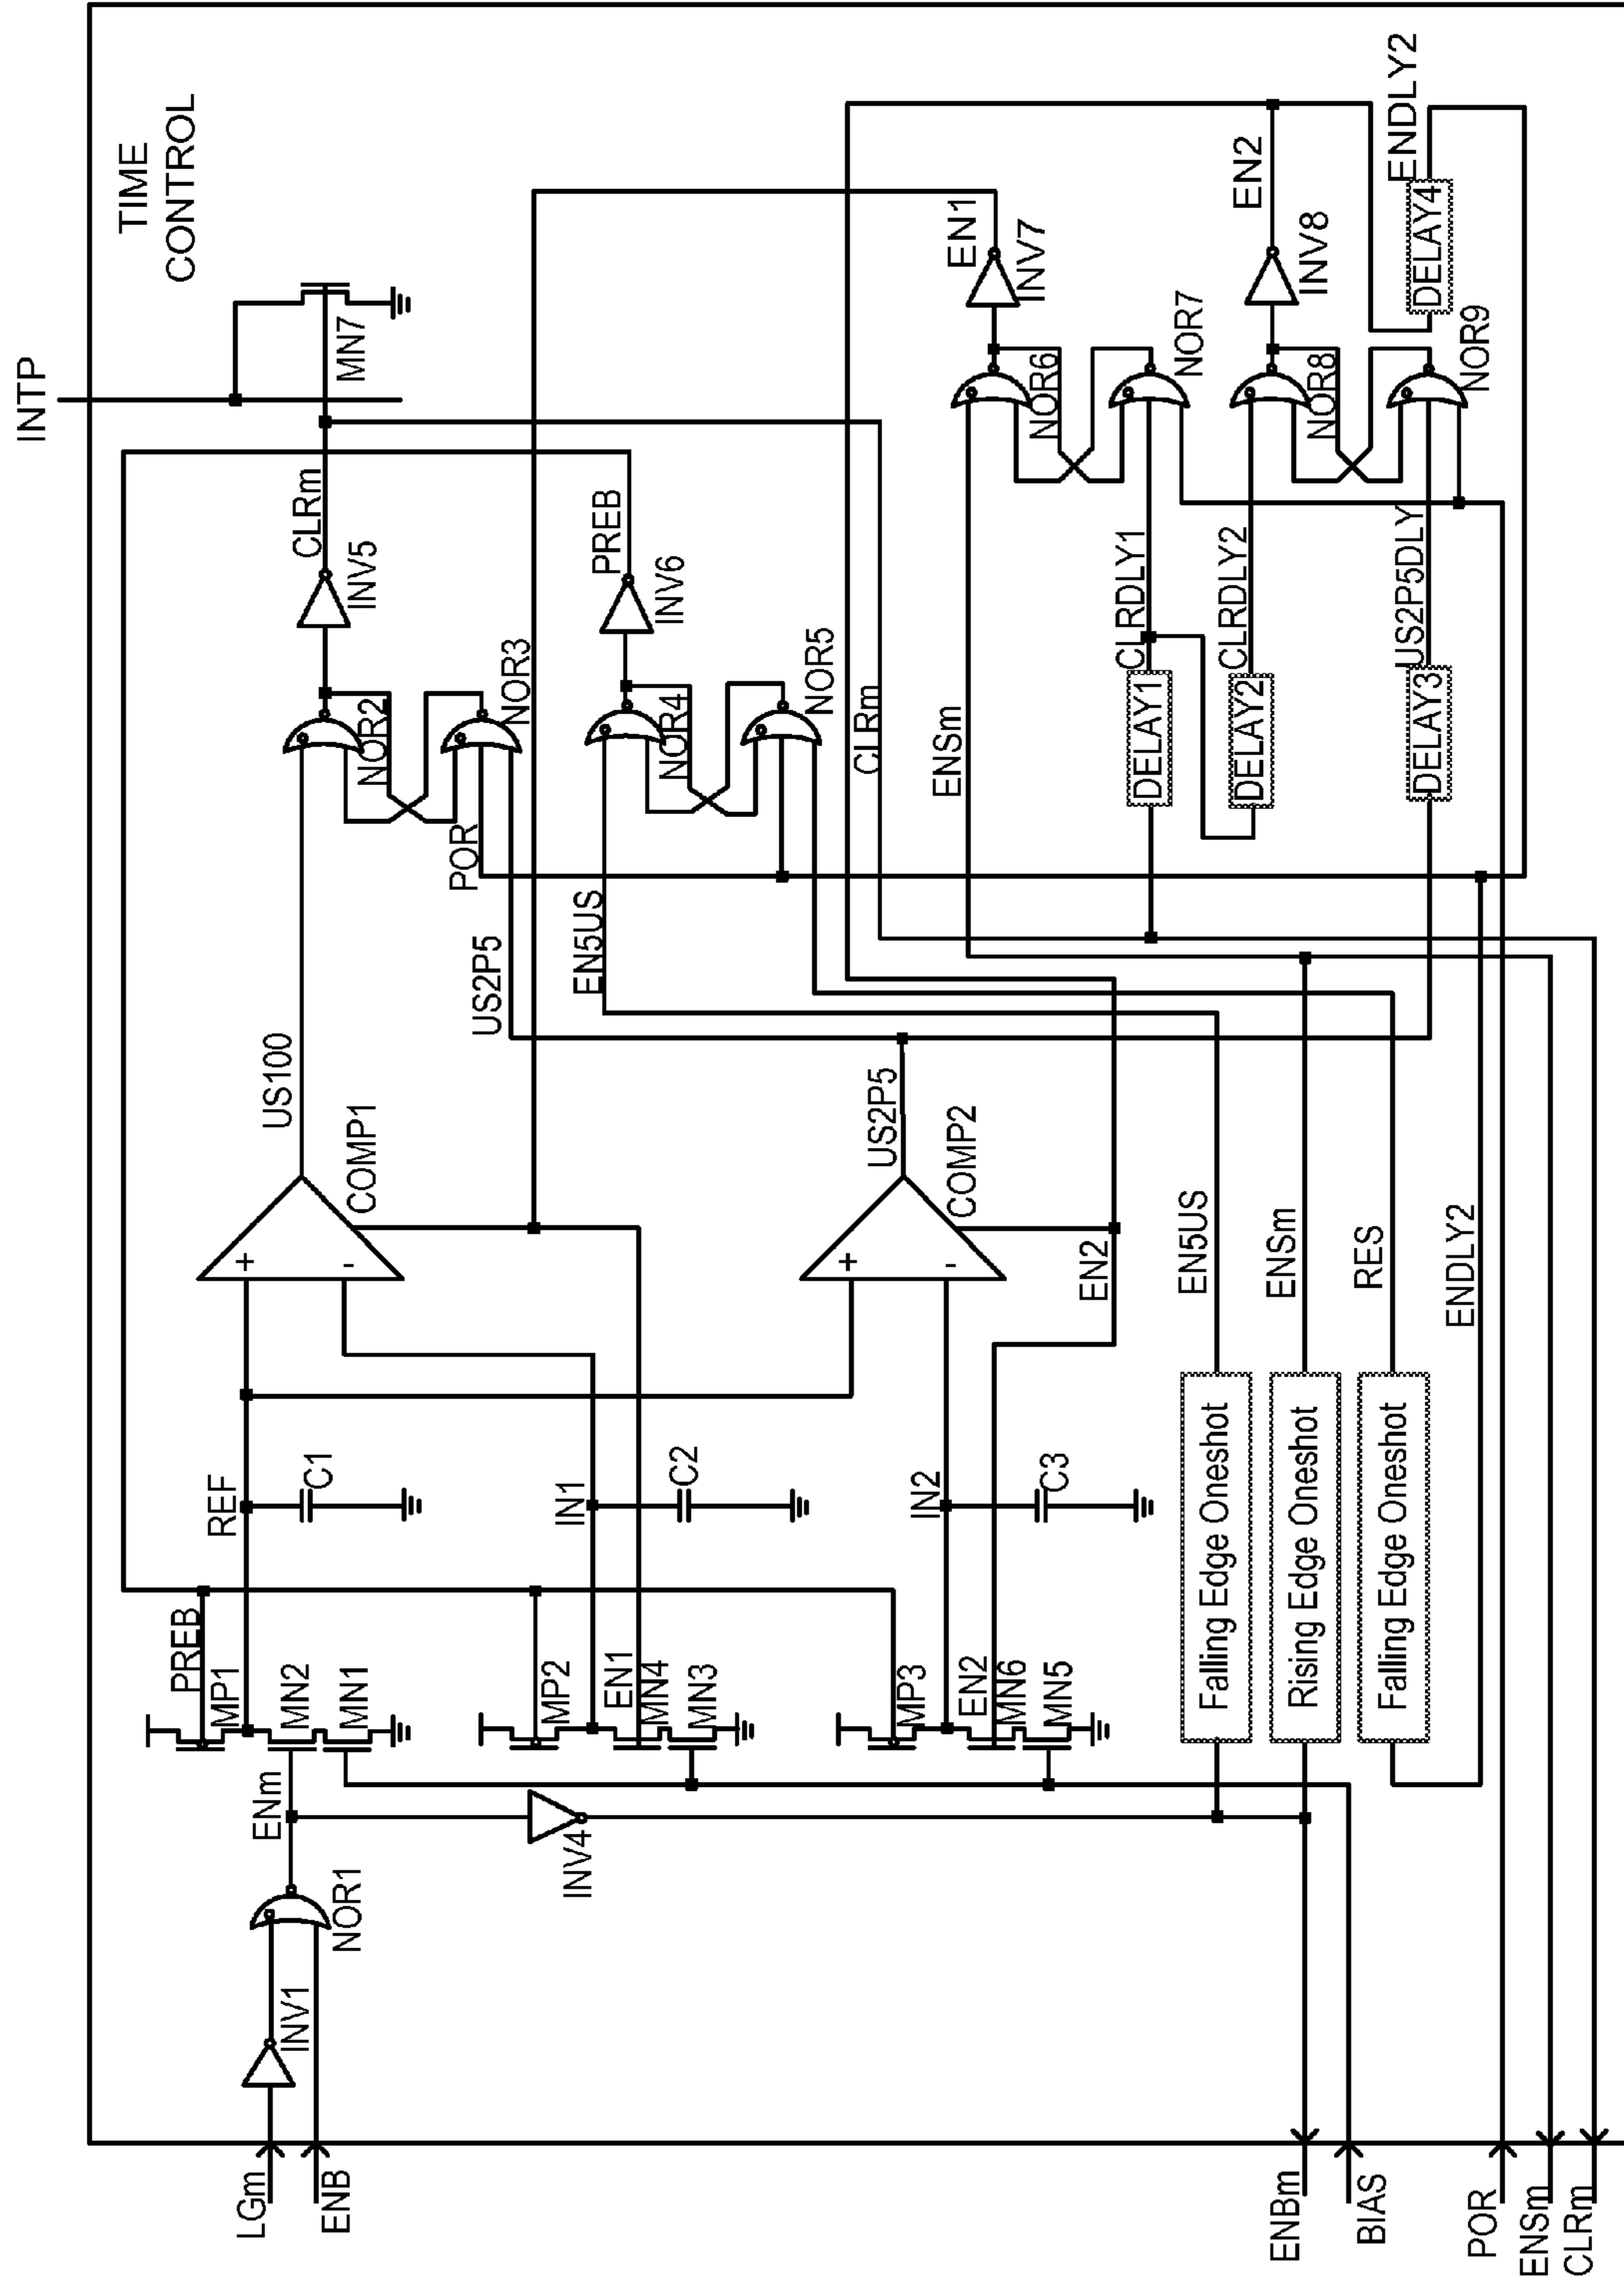 INTP
TIME
CONTROL
MN7
CLRm
INV5
NOR2
NOR3
POR
US2P5
PREB
INV6
NOR4
NOR5
EN5US
US100
COMP1
+
-
CLRm
EN1
INV7
NOR6
NOR7
EN2
INV8
NOR8
NOR9
ENDLY2
DELAY4
ENSm
CLRDLY1
DELAY1
CLRDLY2
DELAY2
US2P5DLY
DELAY3
US2P5
COMP2
+
-
EN2
EN5US
ENSm
RES
ENDLY2
REF
C1
IN1
C2
IN2
C3
Falling Edge Oneshot
Rising Edge Oneshot
Falling Edge Oneshot
PREB
MP1
MN2
MN1
MP2
EN1
MN4
MN3
MP3
EN2
MN6
MN5
ENm
INV4
NOR1
INV1
LGm
ENB
ENBm
BIAS
POR
ENSm
CLRm